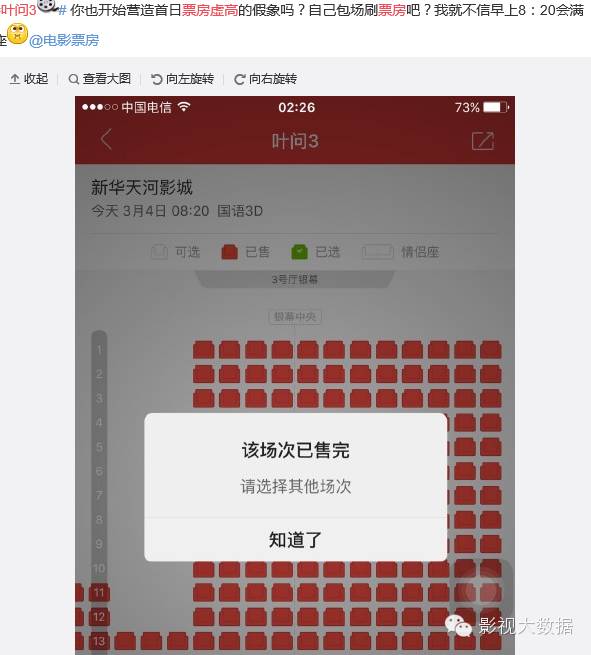 叶问3# 你也开始营造首日票房虚高的假象吗？自己包场刷票房吧？我就不信早上8：20会满
座@电影票房
收起 查看大图 向左旋转 向右旋转
中国电信 02:26 73%
叶问3
新华天河影城
今天 3月4日 08:20 国语3D
可选 已售 已选 情侣座
3号厅银幕
银幕中央
1
2
3
4
5
6
7
8
9
10
11
12
13
该场次已售完
请选择其他场次
知道了
影视大数据